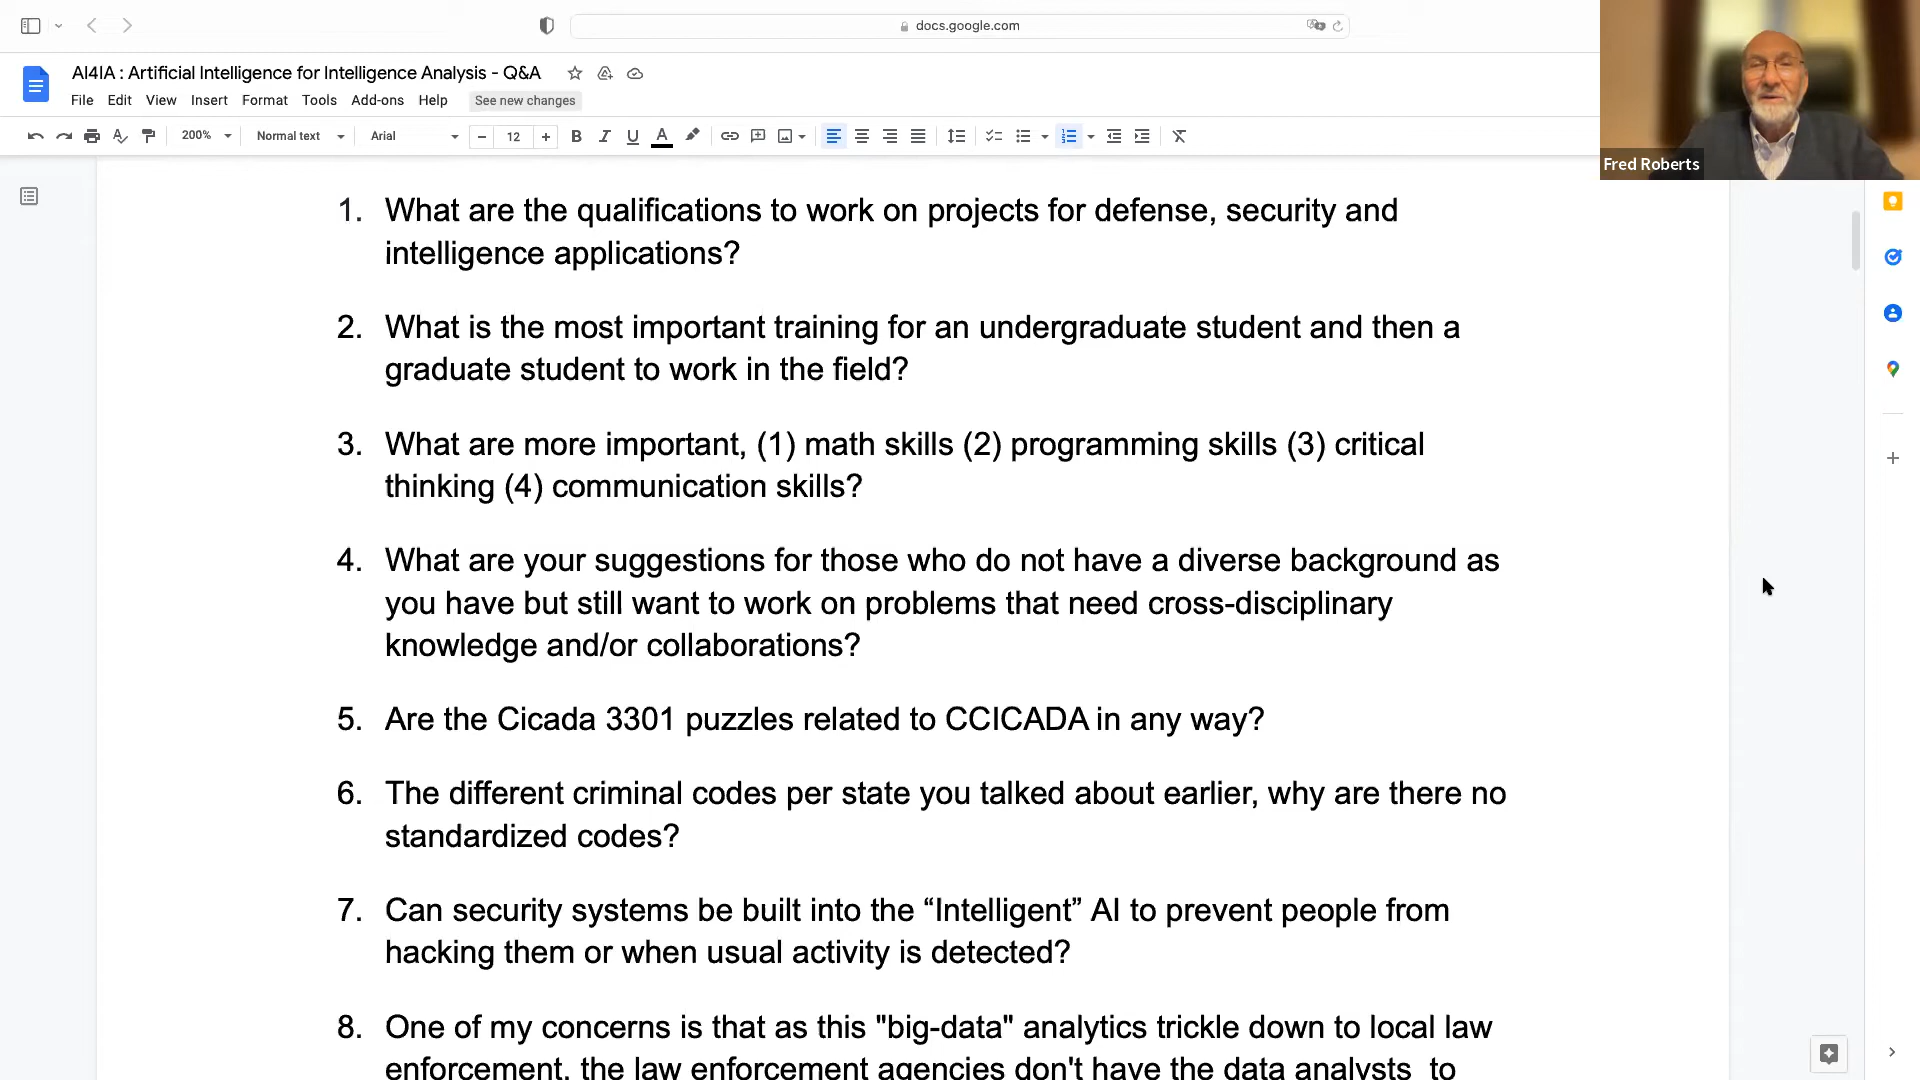 docs.google.com
AI4IA : Artificial Intelligence for Intelligence Analysis - Q&A
File Edit View Insert Format Tools Add-ons Help See new changes
200% Normal text Arial − 12 + B I U A
Fred Roberts
1. What are the qualifications to work on projects for defense, security and
intelligence applications?
2. What is the most important training for an undergraduate student and then a
graduate student to work in the field?
3. What are more important, (1) math skills (2) programming skills (3) critical
thinking (4) communication skills?
4. What are your suggestions for those who do not have a diverse background as
you have but still want to work on problems that need cross-disciplinary
knowledge and/or collaborations?
5. Are the Cicada 3301 puzzles related to CCICADA in any way?
6. The different criminal codes per state you talked about earlier, why are there no
standardized codes?
7. Can security systems be built into the “Intelligent” AI to prevent people from
hacking them or when usual activity is detected?
8. One of my concerns is that as this "big-data" analytics trickle down to local law
enforcement, the law enforcement agencies don't have the data analysts to